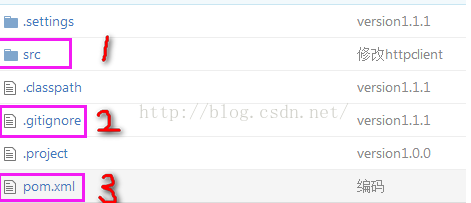 .settings version1.1.1
src 1 修改httpclient
.classpath version1.1.1
http://blog.csdn.net/
.gitignore 2 version1.1.1
.project version1.0.0
pom.xml 3 编码